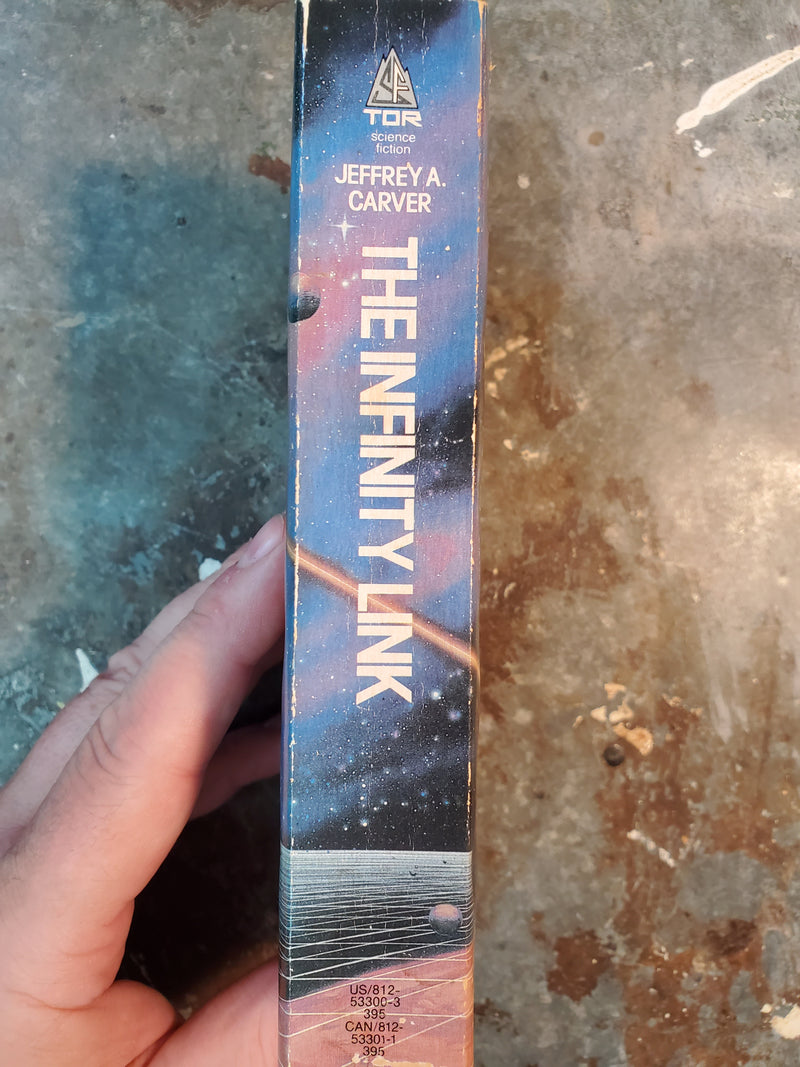 SF
TOR
science
fiction
JEFFREY A.
CARVER
THE INFINITY LINK
US/812-
53300-3
395
CAN/812-
53301-1
395